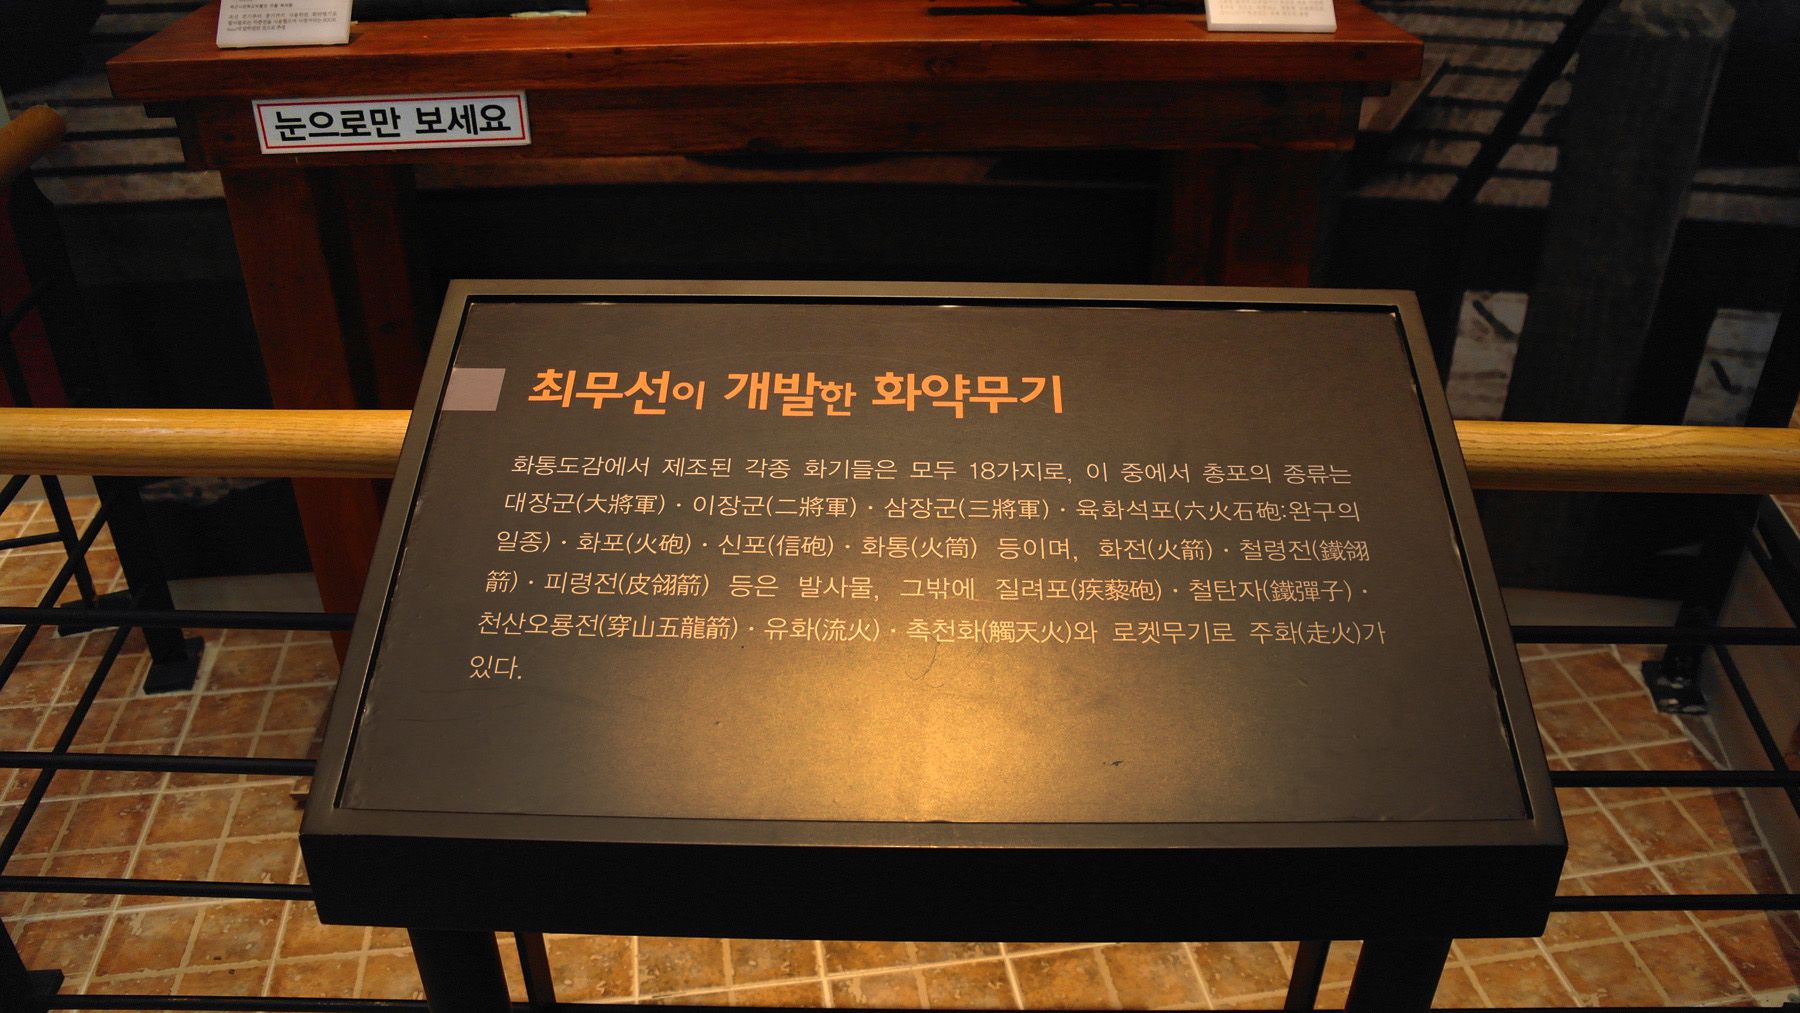 눈으로만 보세요
최무선이 개발한 화약무기
화통도감에서 제조된 각종 화기들은 모두 18가지로, 이 중에서 총포의 종류는
대장군(大將軍)·이장군(二將軍)·삼장군(三將軍)·육화석포(六火石砲:완구의
일종)·화포(火砲)·신포(信砲)·화통(火筒) 등이며, 화전(火箭)·철령전(鐵翎
箭)·피령전(皮翎箭) 등은 발사물, 그밖에 질려포(疾藜砲)·철탄자(鐵彈子)·
천산오룡전(穿山五龍箭)·유화(流火)·촉천화(觸天火)와 로켓무기로 주화(走火)가
있다.